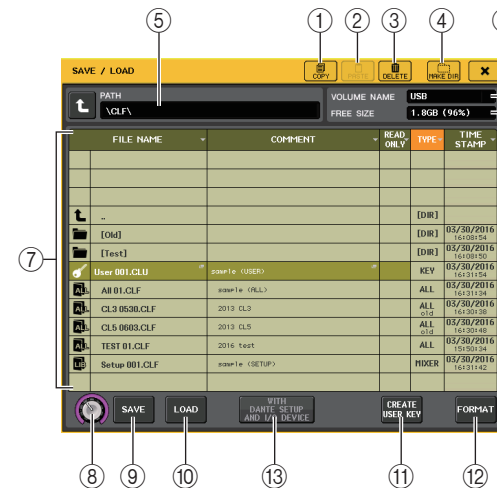 ⑤ ① ② ③ ④
SAVE / LOAD
COPY PASTE DELETE MAKE DIR ×
PATH
\CLF\
VOLUME NAME USB
FREE SIZE 1.8GB (96%)
FILE NAME COMMENT READ ONLY TYPE TIME STAMP
.. [DIR]
[Old] [DIR] 03/30/2016 16:08:54
[Test] [DIR] 03/30/2016 16:08:50
User 001.CLU sample (USER) KEY 03/30/2016 16:31:54
ALL All 01.CLF sample (ALL) ALL 03/30/2016 16:31:34
ALL CL3 0530.CLF 2013 CL3 ALL old 03/30/2016 16:30:38
ALL CL5 0603.CLF 2013 CL5 ALL old 03/30/2016 16:30:48
ALL TEST 01.CLF 2016 test ALL 03/30/2016 15:50:34
LIB Setup 001.CLF sample (SETUP) MIXER 03/30/2016 16:31:42
⑦
SAVE LOAD WITH DANTE SETUP AND I/O DEVICE CREATE USER KEY FORMAT
⑧ ⑨ ⑩ ⑬ ⑪ ⑫